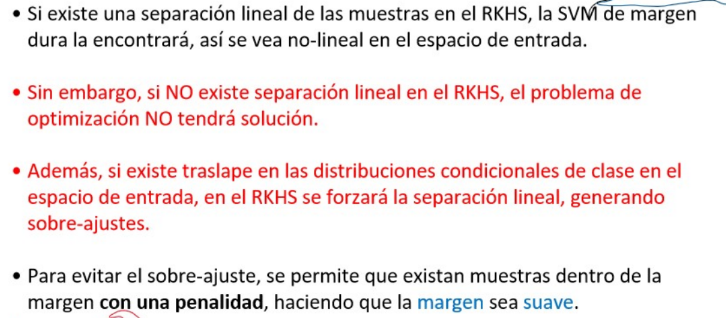 • Si existe una separación lineal de las muestras en el RKHS, la SVM de margen
dura la encontrará, así se vea no-lineal en el espacio de entrada.
• Sin embargo, si NO existe separación lineal en el RKHS, el problema de
optimización NO tendrá solución.
• Además, si existe traslape en las distribuciones condicionales de clase en el
espacio de entrada, en el RKHS se forzará la separación lineal, generando
sobre-ajustes.
• Para evitar el sobre-ajuste, se permite que existan muestras dentro de la
margen con una penalidad, haciendo que la margen sea suave.